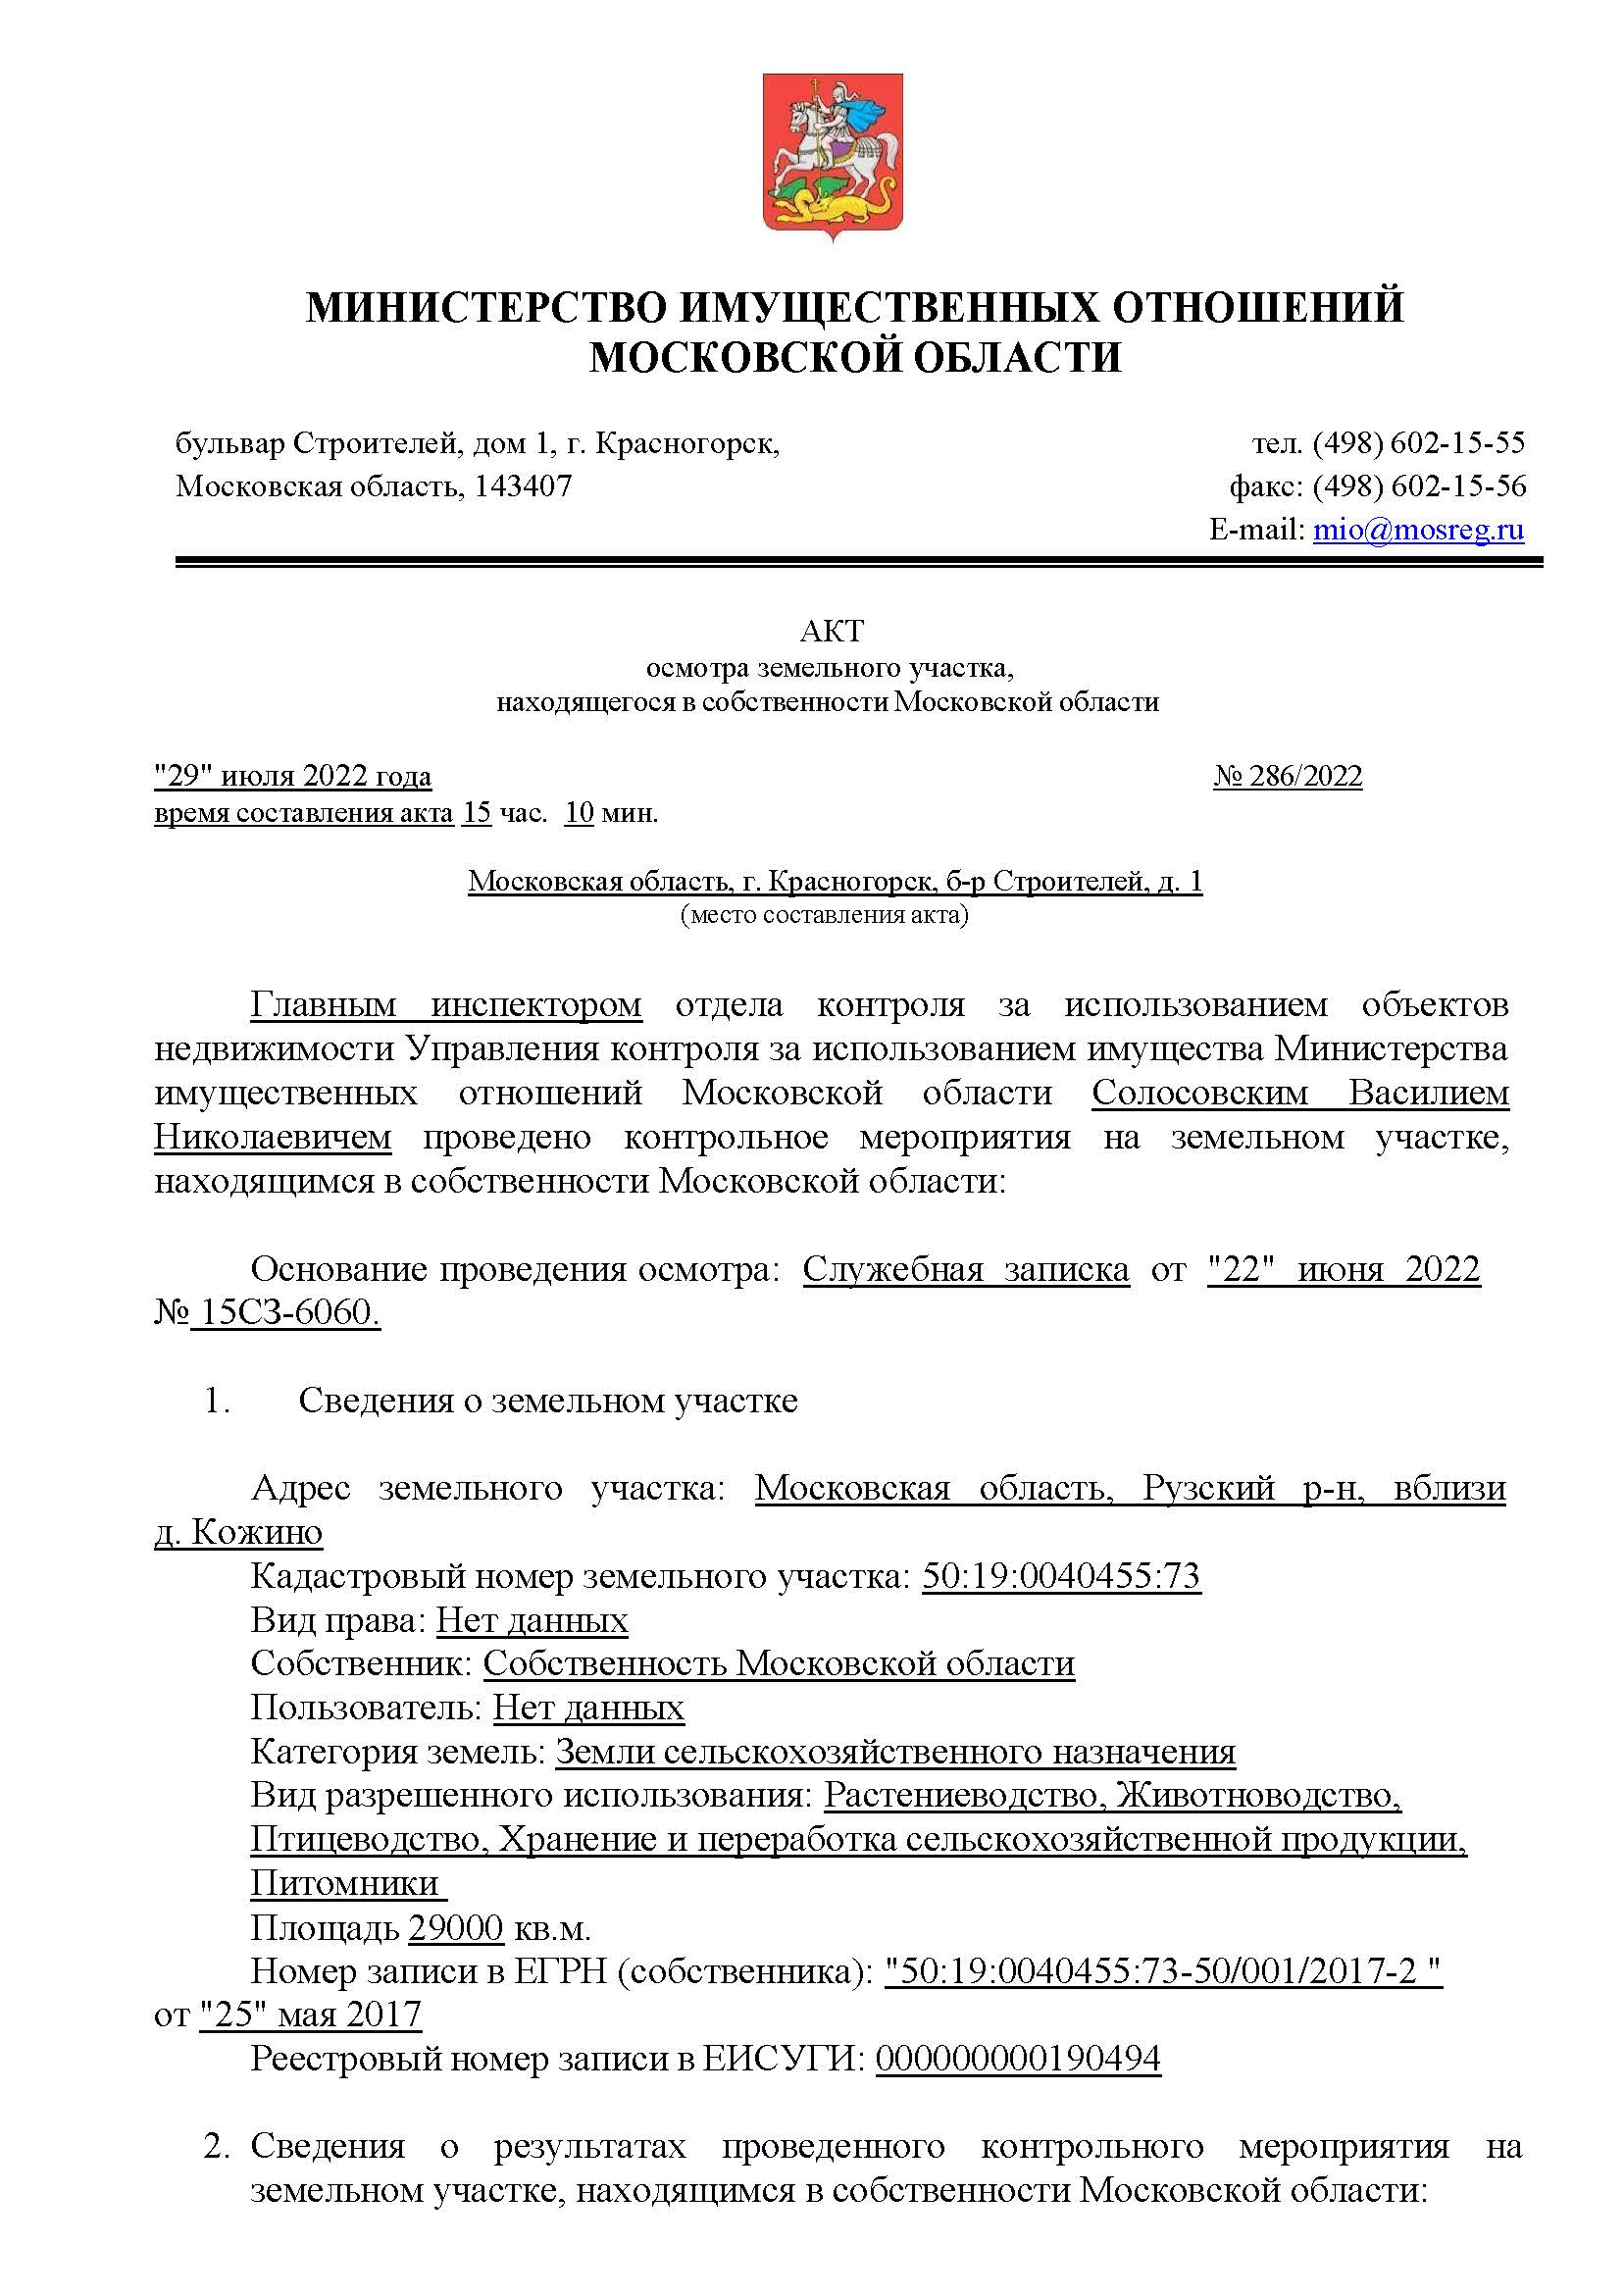 МИНИСТЕРСТВО ИМУЩЕСТВЕННЫХ ОТНОШЕНИЙ
МОСКОВСКОЙ ОБЛАСТИ
бульвар Строителей, дом 1, г. Красногорск,
Московская область, 143407
тел. (498) 602-15-55
факс: (498) 602-15-56
E-mail: mio@mosreg.ru
АКТ
осмотра земельного участка,
находящегося в собственности Московской области
"29" июля 2022 года № 286/2022
время составления акта 15 час. 10 мин.
Московская область, г. Красногорск, б-р Строителей, д. 1
(место составления акта)
Главным инспектором отдела контроля за использованием объектов
недвижимости Управления контроля за использованием имущества Министерства
имущественных отношений Московской области Солосовским Василием
Николаевичем проведено контрольное мероприятия на земельном участке,
находящимся в собственности Московской области:
Основание проведения осмотра: Служебная записка от "22" июня 2022
№ 15СЗ-6060.
1. Сведения о земельном участке
Адрес земельного участка: Московская область, Рузский р-н, вблизи
д. Кожино
Кадастровый номер земельного участка: 50:19:0040455:73
Вид права: Нет данных
Собственник: Собственность Московской области
Пользователь: Нет данных
Категория земель: Земли сельскохозяйственного назначения
Вид разрешенного использования: Растениеводство, Животноводство,
Птицеводство, Хранение и переработка сельскохозяйственной продукции,
Питомники
Площадь 29000 кв.м.
Номер записи в ЕГРН (собственника): "50:19:0040455:73-50/001/2017-2 "
от "25" мая 2017
Реестровый номер записи в ЕИСУГИ: 000000000190494
2. Сведения о результатах проведенного контрольного мероприятия на
земельном участке, находящимся в собственности Московской области: